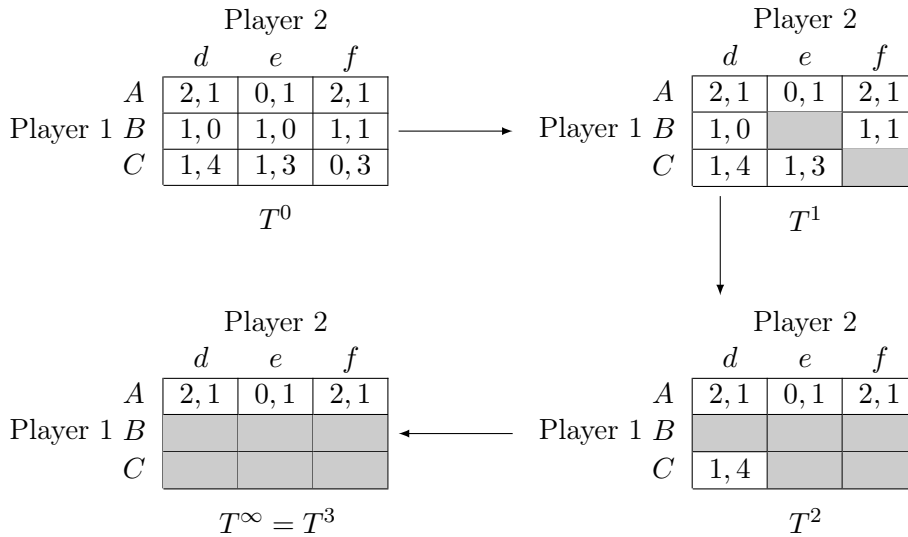 Player 2
d e f
A 2, 1 0, 1 2, 1
Player 1 B 1, 0 1, 0 1, 1
C 1, 4 1, 3 0, 3
T^0
Player 2
d e f
A 2, 1 0, 1 2, 1
Player 1 B 1, 0 1, 1
C 1, 4 1, 3
T^1
Player 2
d e f
A 2, 1 0, 1 2, 1
Player 1 B
C
T^∞ = T^3
Player 2
d e f
A 2, 1 0, 1 2, 1
Player 1 B
C 1, 4
T^2